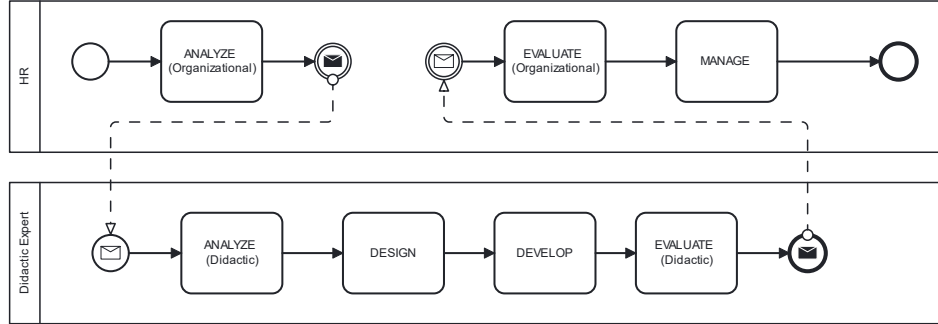 HR
ANALYZE
(Organizational)
EVALUATE
(Organizational)
MANAGE
Didactic Expert
ANALYZE
(Didactic)
DESIGN
DEVELOP
EVALUATE
(Didactic)